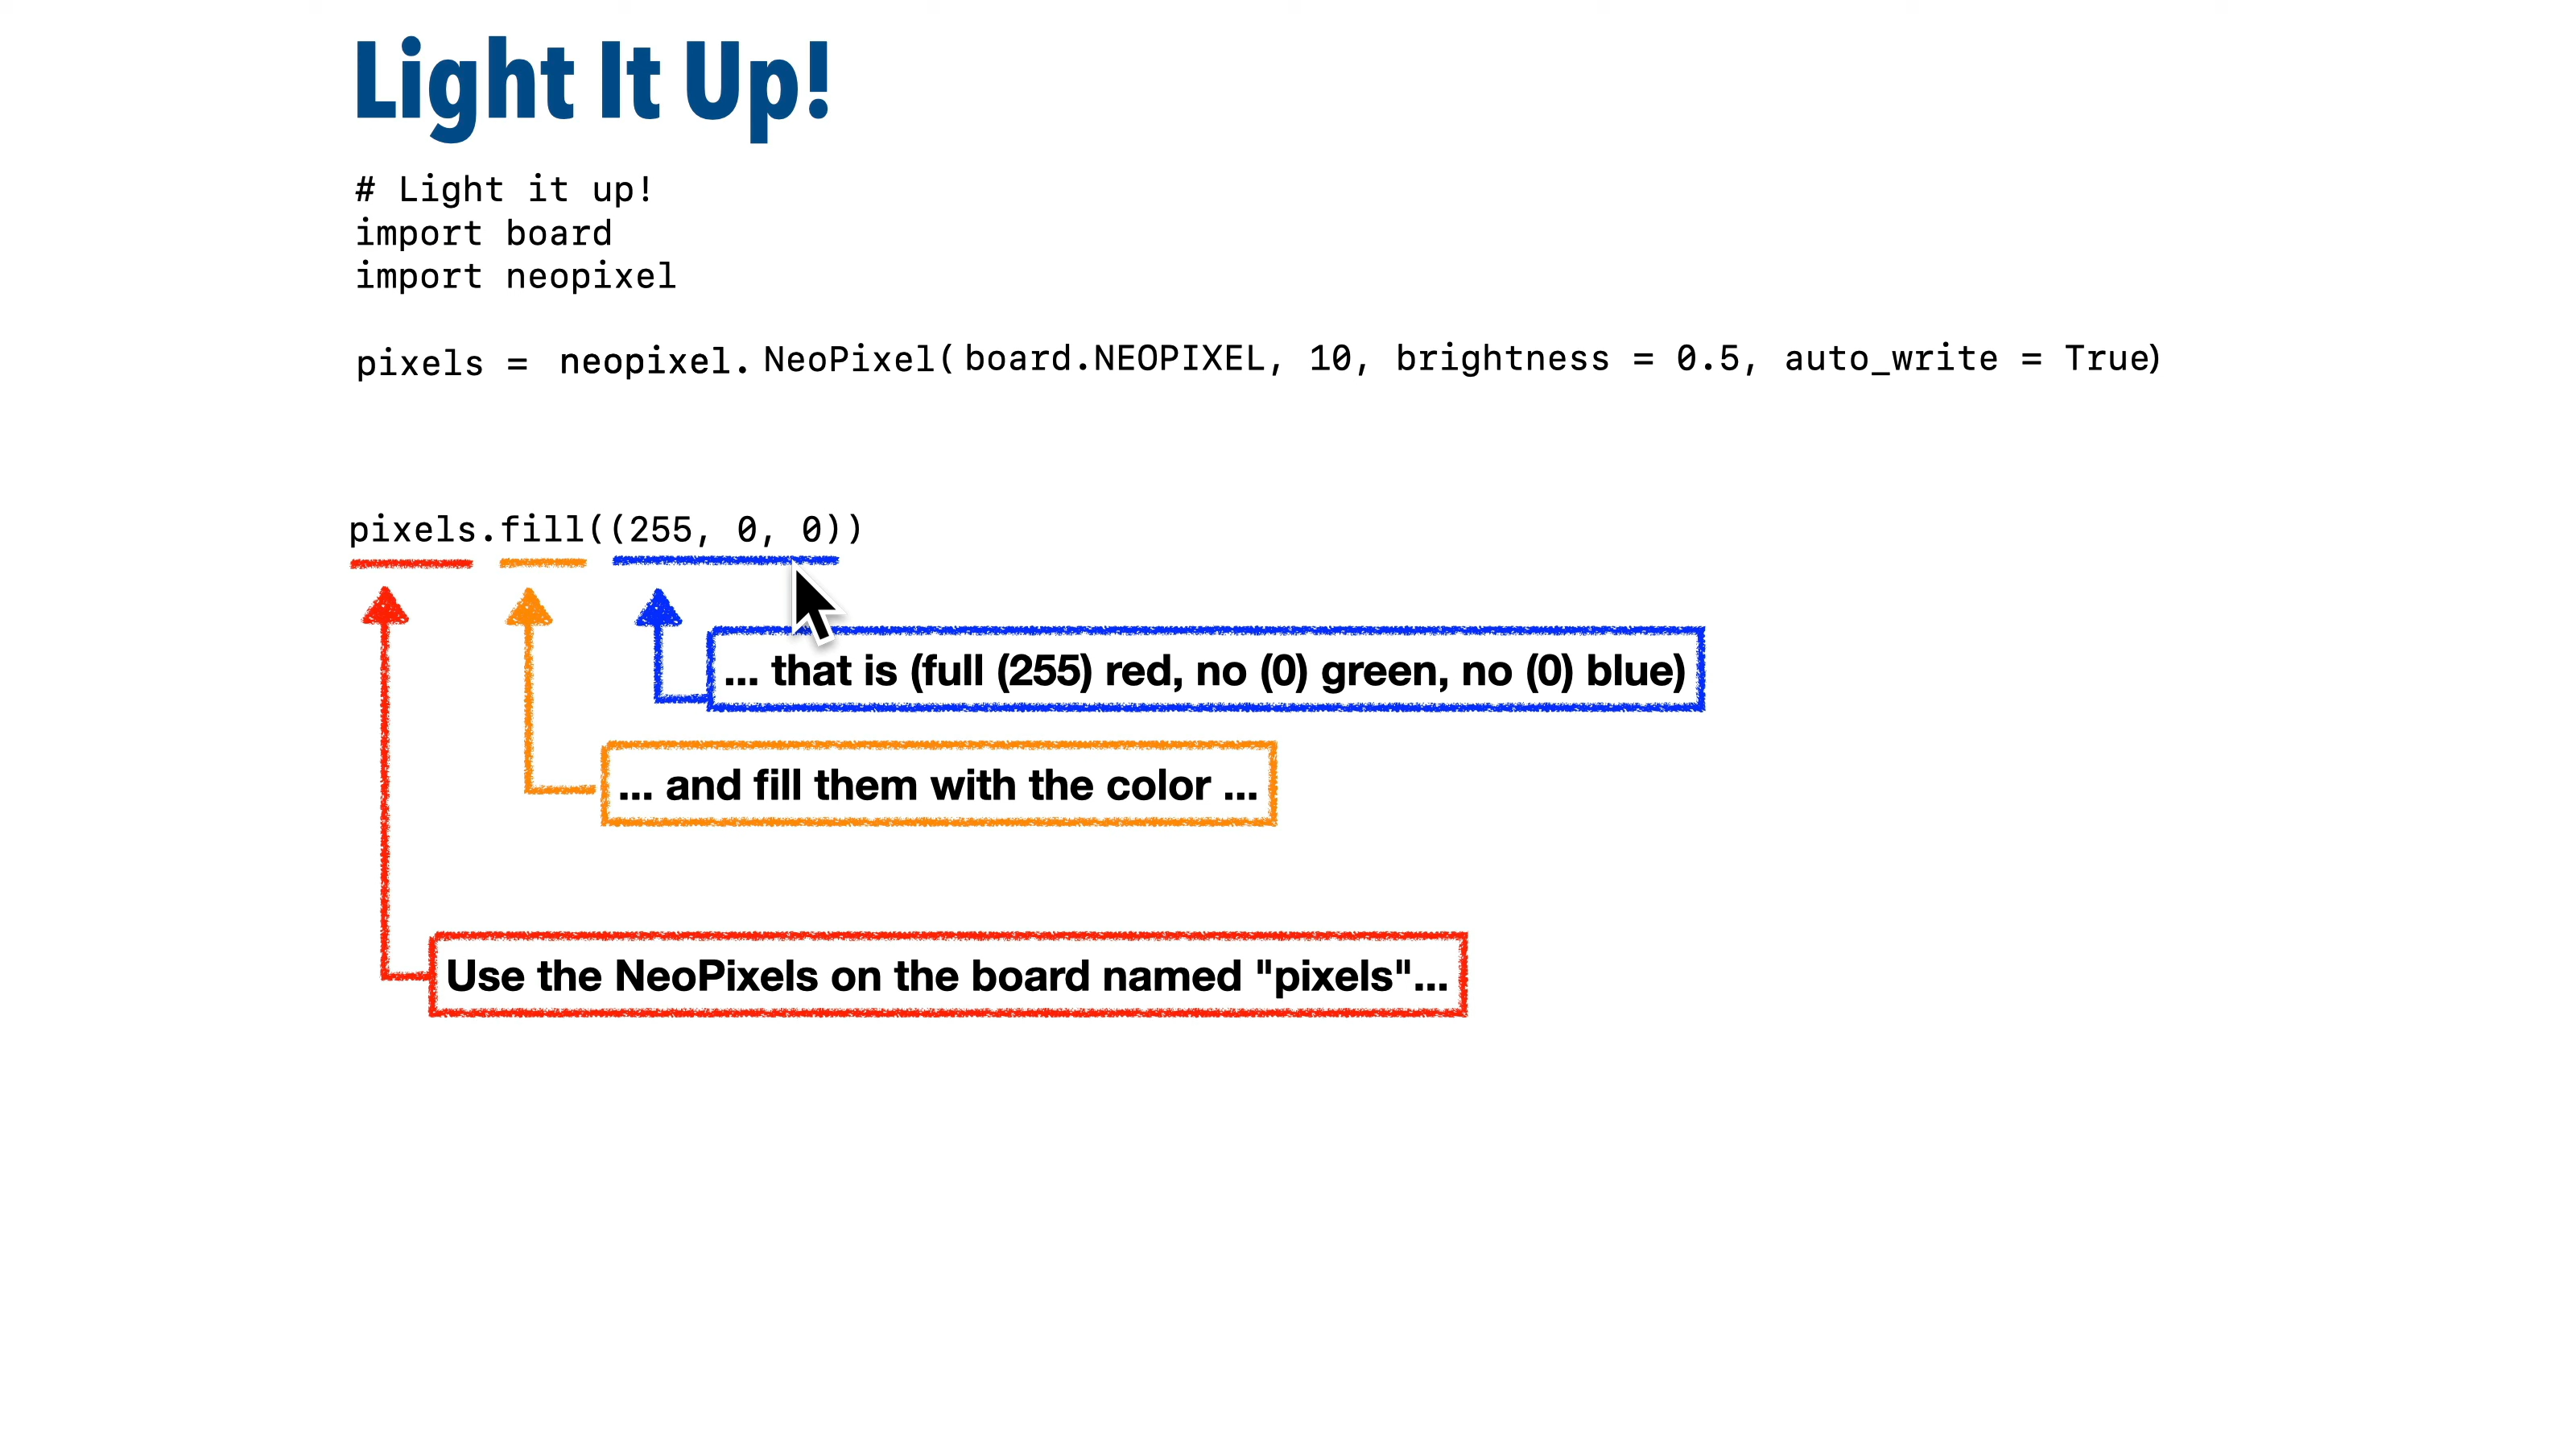 Light It Up!
# Light it up!
import board
import neopixel
pixels = neopixel. NeoPixel( board.NEOPIXEL, 10, brightness = 0.5, auto_write = True)
pixels.fill((255, 0, 0))
... that is (full (255) red, no (0) green, no (0) blue)
... and fill them with the color ...
Use the NeoPixels on the board named "pixels"...